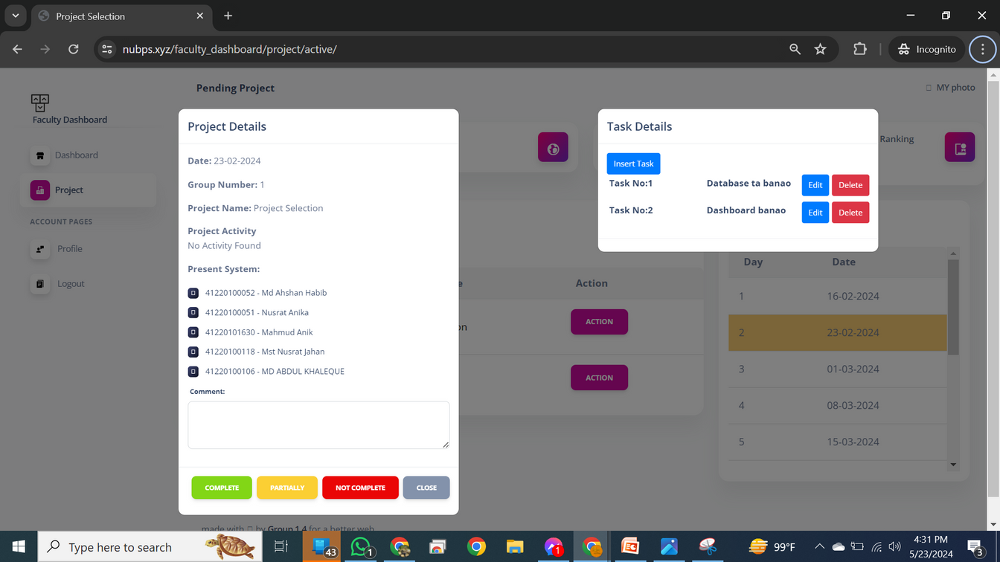 Project Selection
nubps.xyz/faculty_dashboard/project/active/
Incognito
Pending Project
MY photo
Faculty Dashboard
Dashboard
Project
ACCOUNT PAGES
Profile
Logout
Project Details
Date: 23-02-2024
Group Number: 1
Project Name: Project Selection
Project Activity
No Activity Found
Present System:
41220100052 - Md Ahshan Habib
41220100051 - Nusrat Anika
41220101630 - Mahmud Anik
41220100118 - Mst Nusrat Jahan
41220100106 - MD ABDUL KHALEQUE
Comment:
COMPLETE
PARTIALLY
NOT COMPLETE
CLOSE
Action
ACTION
ACTION
Task Details
Insert Task
Task No:1 Database ta banao Edit Delete
Task No:2 Dashboard banao Edit Delete
Ranking
Day Date
1 16-02-2024
2 23-02-2024
3 01-03-2024
4 08-03-2024
5 15-03-2024
made with by Group 1.4 for a better web
Type here to search
43
1
1
99°F
4:31 PM
5/23/2024
3